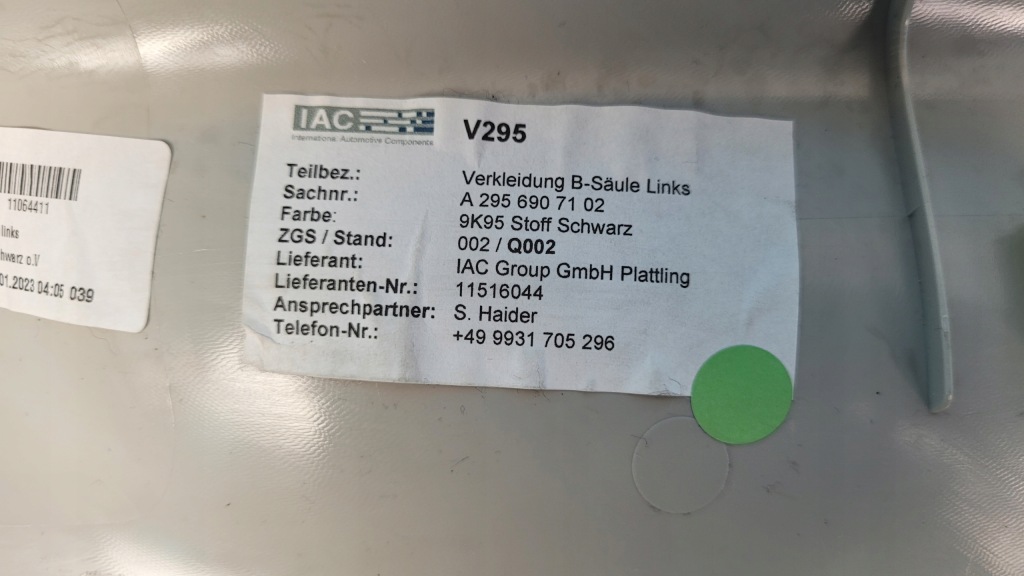 IAC
International Automotive Components
V295
Teilbez.: Verkleidung B-Säule Links
Sachnr.: A 295 690 71 02
Farbe: 9K95 Stoff Schwarz
ZGS / Stand: 002 / Q002
Lieferant: IAC Group GmbH Plattling
Lieferanten-Nr.: 11516044
Ansprechpartner: S. Haider
Telefon-Nr.: +49 9931 705 296
11064411
links
hwarz o.V
01.2023 04:05 039